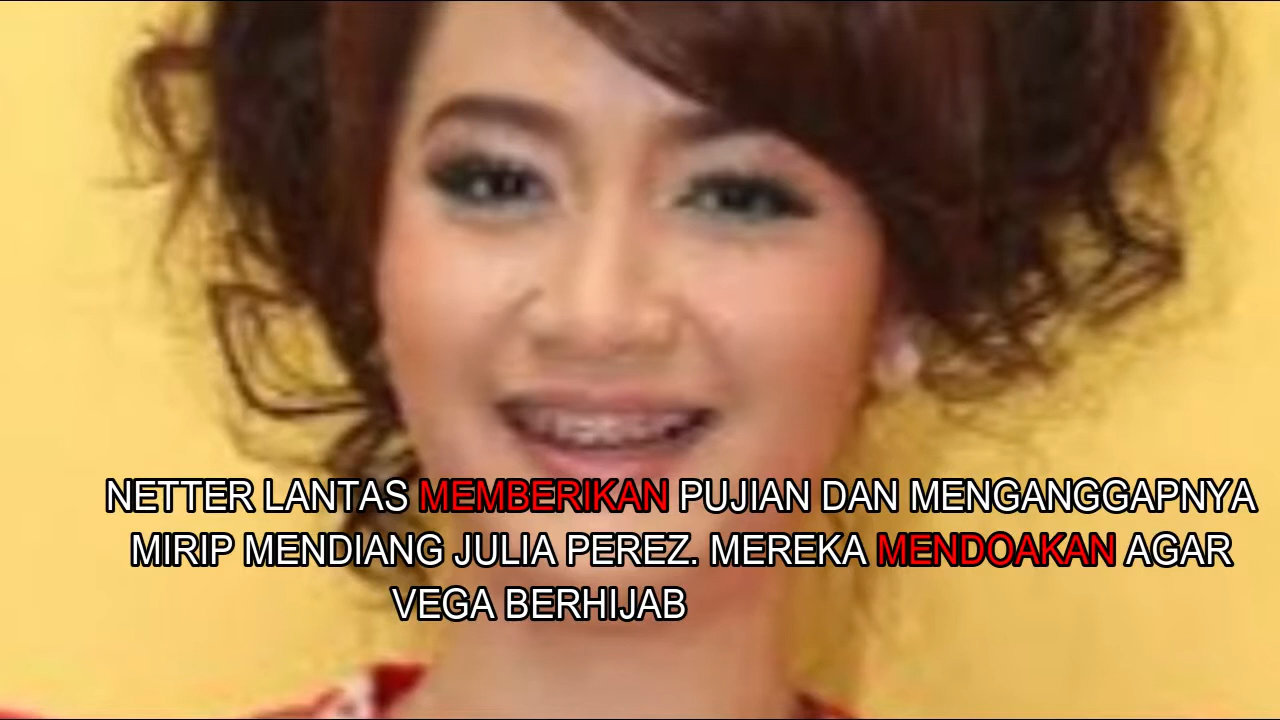 NETTER LANTAS MEMBERIKAN PUJIAN DAN MENGANGGAPNYA
MIRIP MENDIANG JULIA PEREZ. MEREKA MENDOAKAN AGAR
VEGA BERHIJAB